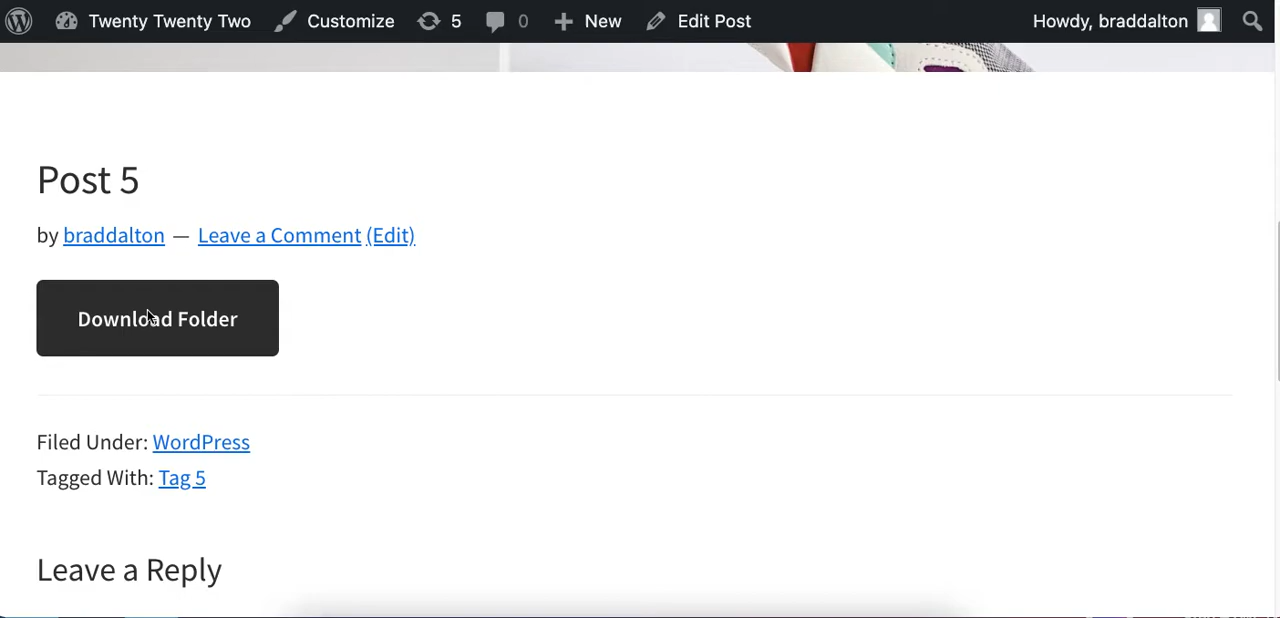 Twenty Twenty Two Customize 5 0 New Edit Post Howdy, braddalton
Post 5
by braddalton — Leave a Comment (Edit)
Download Folder
Filed Under: WordPress
Tagged With: Tag 5
Leave a Reply